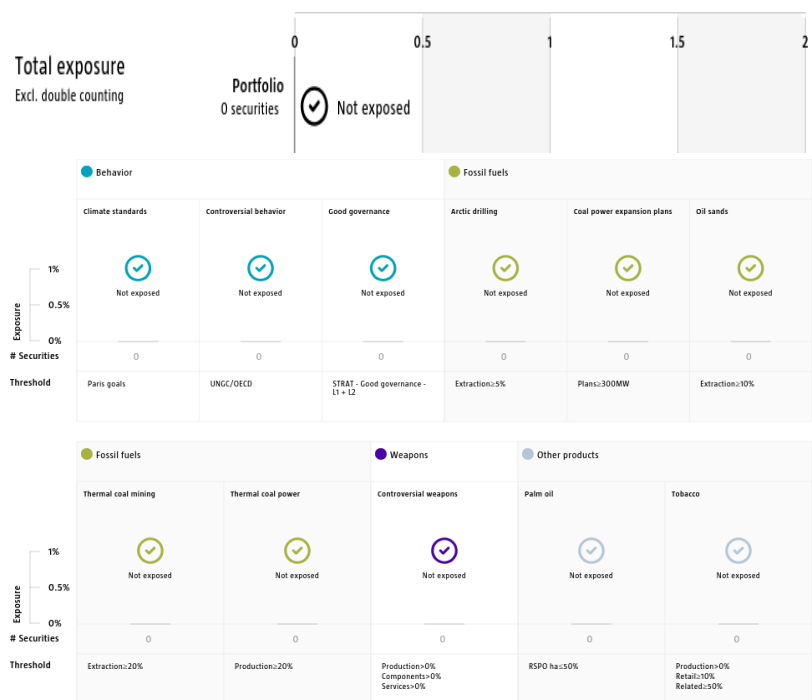 0 0.5 1 1.5 2
Total exposure
Excl. double counting
Portfolio
0 securities
Not exposed
Behavior Fossil fuels
Climate standards Controversial behavior Good governance Arctic drilling Coal power expansion plans Oil sands
Exposure
1%
0.5%
0%
Not exposed Not exposed Not exposed Not exposed Not exposed Not exposed
# Securities 0 0 0 0 0 0
Threshold Paris goals UNGC/OECD STRAT - Good governance - Extraction≥5% Plans≥300MW Extraction≥10%
L1 + L2
Fossil fuels Weapons Other products
Thermal coal mining Thermal coal power Controversial weapons Palm oil Tobacco
Exposure
1%
0.5%
0%
Not exposed Not exposed Not exposed Not exposed Not exposed
# Securities 0 0 0 0 0
Threshold Extraction≥20% Production≥20% Production>0% RSPO ha≤50% Production>0%
Components>0% Retail≥10%
Services>0% Related≥50%